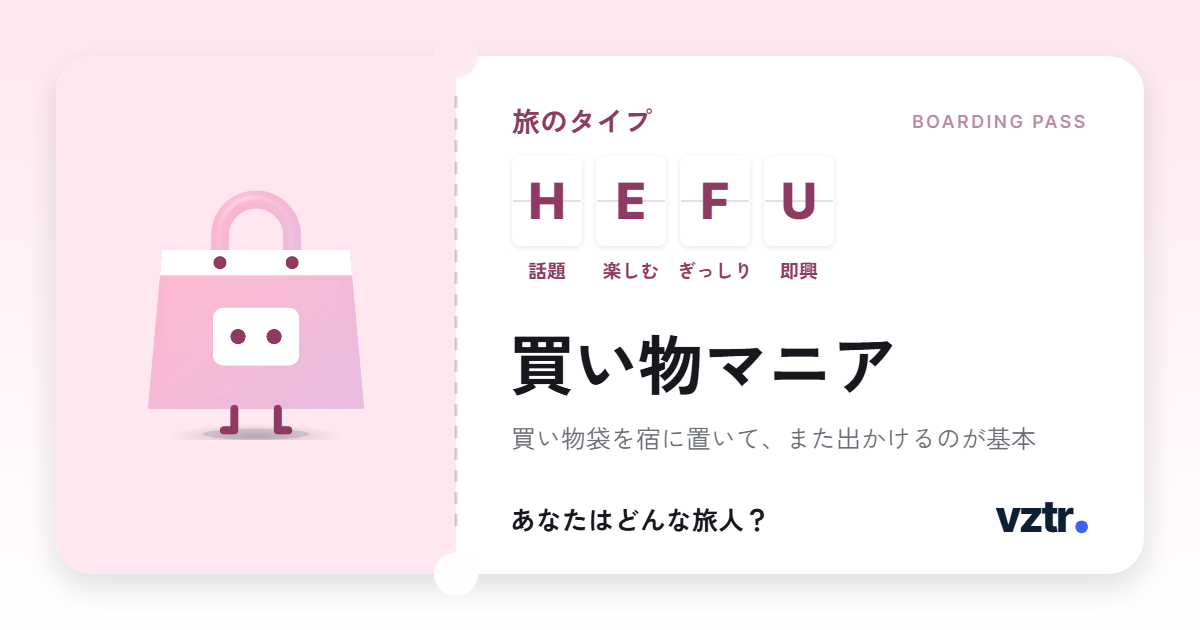 旅のタイプ
BOARDING PASS
H E F U
話題 楽しむ ぎっしり 即興
買い物マニア
買い物袋を宿に置いて、また出かけるのが基本
あなたはどんな旅人？
vztr.